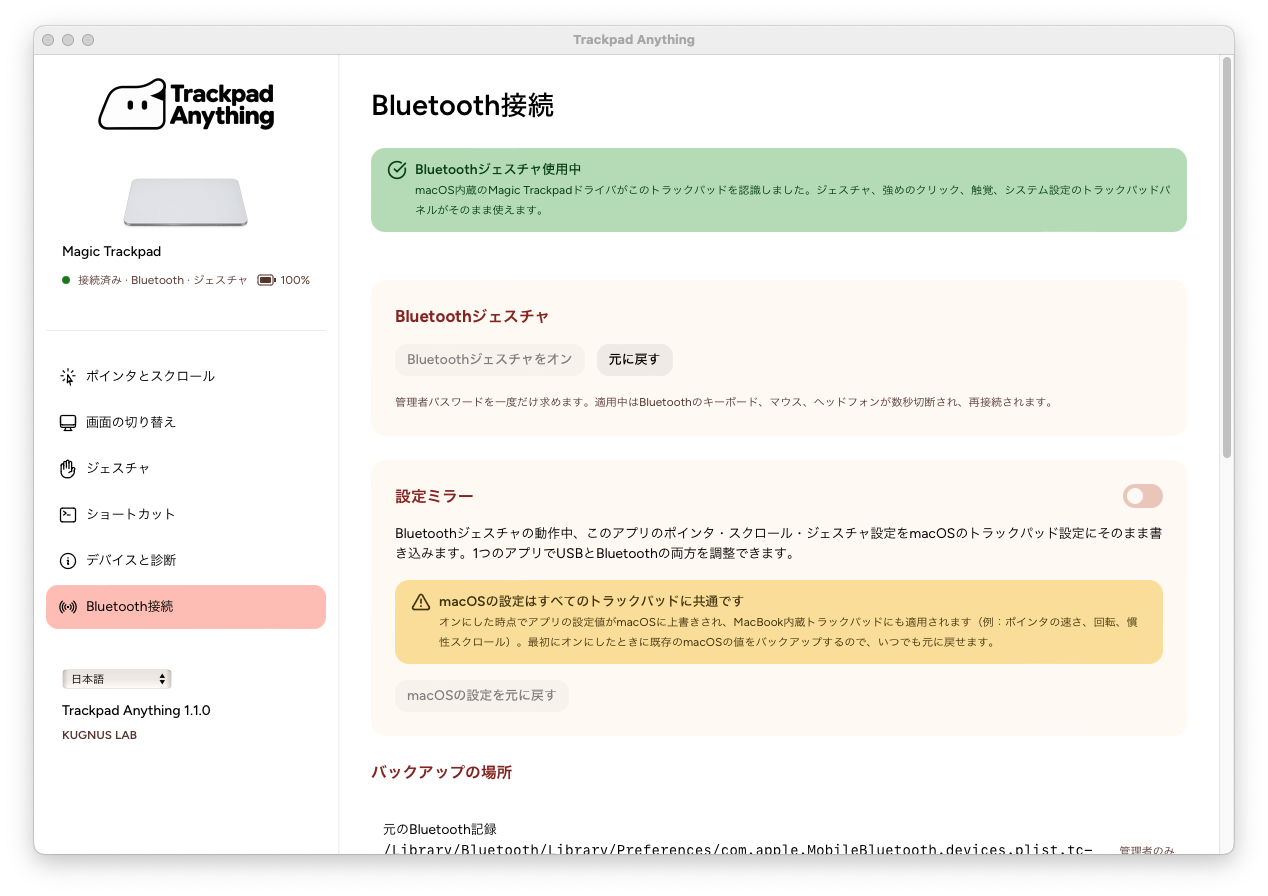 Trackpad Anything
Trackpad
Anything
Magic Trackpad
接続済み · Bluetooth · ジェスチャ 100%
ポインタとスクロール
画面の切り替え
ジェスチャ
ショートカット
デバイスと診断
Bluetooth接続
日本語
Trackpad Anything 1.1.0
KUGNUS LAB
Bluetooth接続
Bluetoothジェスチャ使用中
macOS内蔵のMagic Trackpadドライバがこのトラックパッドを認識しました。ジェスチャ、強めのクリック、触覚、システム設定のトラックパッドパ
ネルがそのまま使えます。
Bluetoothジェスチャ
Bluetoothジェスチャをオン 元に戻す
管理者パスワードを一度だけ求めます。適用中はBluetoothのキーボード、マウス、ヘッドフォンが数秒切断され、再接続されます。
設定ミラー
Bluetoothジェスチャの動作中、このアプリのポインタ・スクロール・ジェスチャ設定をmacOSのトラックパッド設定にそのまま書
き込みます。1つのアプリでUSBとBluetoothの両方を調整できます。
macOSの設定はすべてのトラックパッドに共通です
オンにした時点でアプリの設定値がmacOSに上書きされ、MacBook内蔵トラックパッドにも適用されます（例：ポインタの速さ、回転、慣
性スクロール）。最初にオンにしたときに既存のmacOSの値をバックアップするので、いつでも元に戻せます。
macOSの設定を元に戻す
バックアップの場所
元のBluetooth記録
/Library/Bluetooth/Library/Preferences/com.apple.MobileBluetooth.devices.plist.tc- 管理者のみ